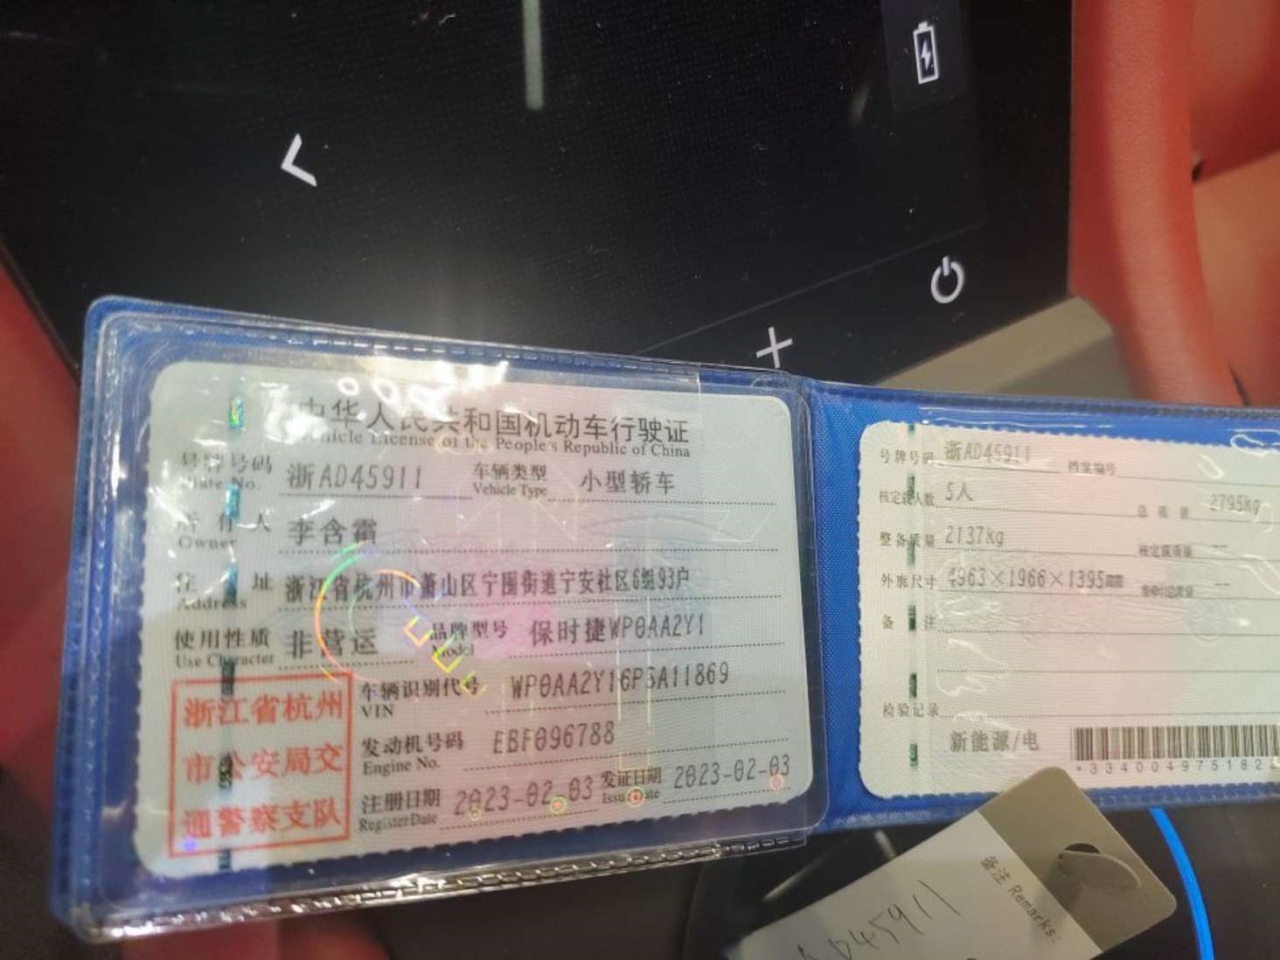 中华人民共和国机动车行驶证
Vehicle License of the People's Republic of China
号牌号码 浙AD45911 车辆类型 小型轿车
Plate No. Vehicle Type
所有人 李含霜
Owner
住址 浙江省杭州市萧山区宁围街道宁安社区6组93户
Address
使用性质 非营运 品牌型号 保时捷WP0AA2Y1
Use Character Model
车辆识别代号 WP0AA2Y16PSA11869
VIN
发动机号码 EBF096788
Engine No.
注册日期 2023-02-03 发证日期 2023-02-03
Register Date Issue Date
浙江省杭州
市公安局交
通警察支队
号牌号码 浙AD45911 档案编号
核定载人数 5人 总质量 2795kg
整备质量 2137kg 核定载质量 --
外廓尺寸 4963×1966×1395mm --
备注
检验记录
新能源/电
*3340049751822
备注 Remarks:
AD45911